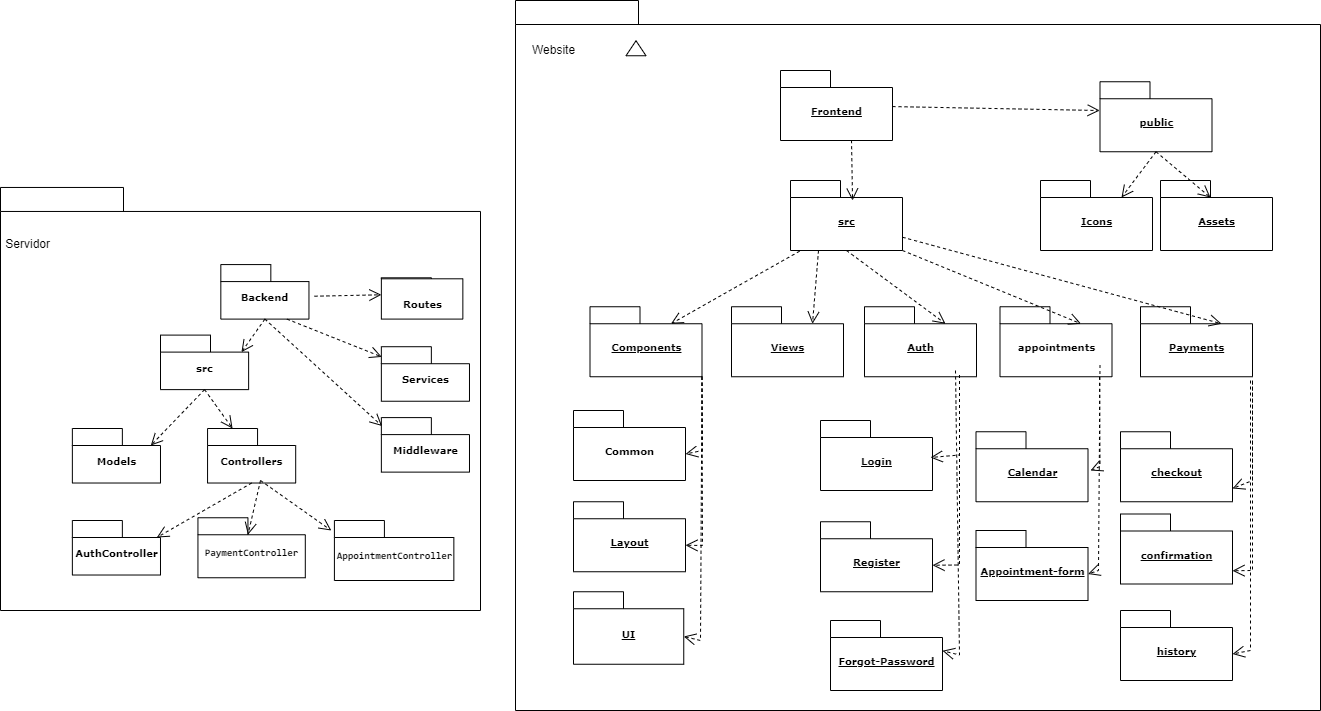 Servidor
Backend
Routes
src
Services
Models
Controllers
Middleware
AuthController
PaymentController
AppointmentController
Website
Frontend
public
src
Icons
Assets
Components
Views
Auth
appointments
Payments
Common
Login
Calendar
checkout
Layout
Register
Appointment-form
confirmation
UI
Forgot-Password
history